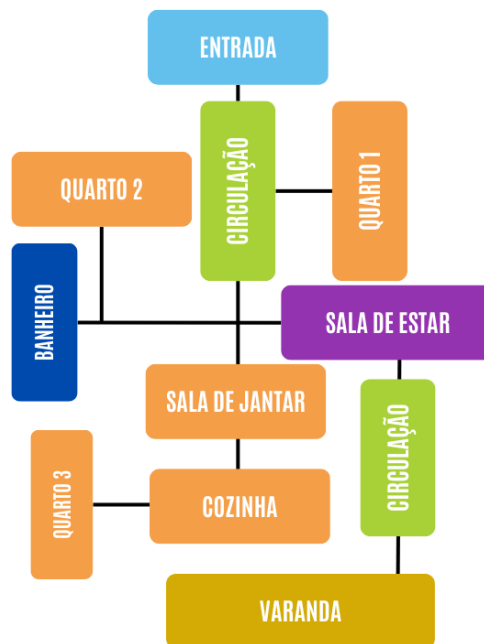 ENTRADA
CIRCULAÇÃO
QUARTO 1
QUARTO 2
BANHEIRO
SALA DE ESTAR
SALA DE JANTAR
CIRCULAÇÃO
QUARTO 3
COZINHA
VARANDA